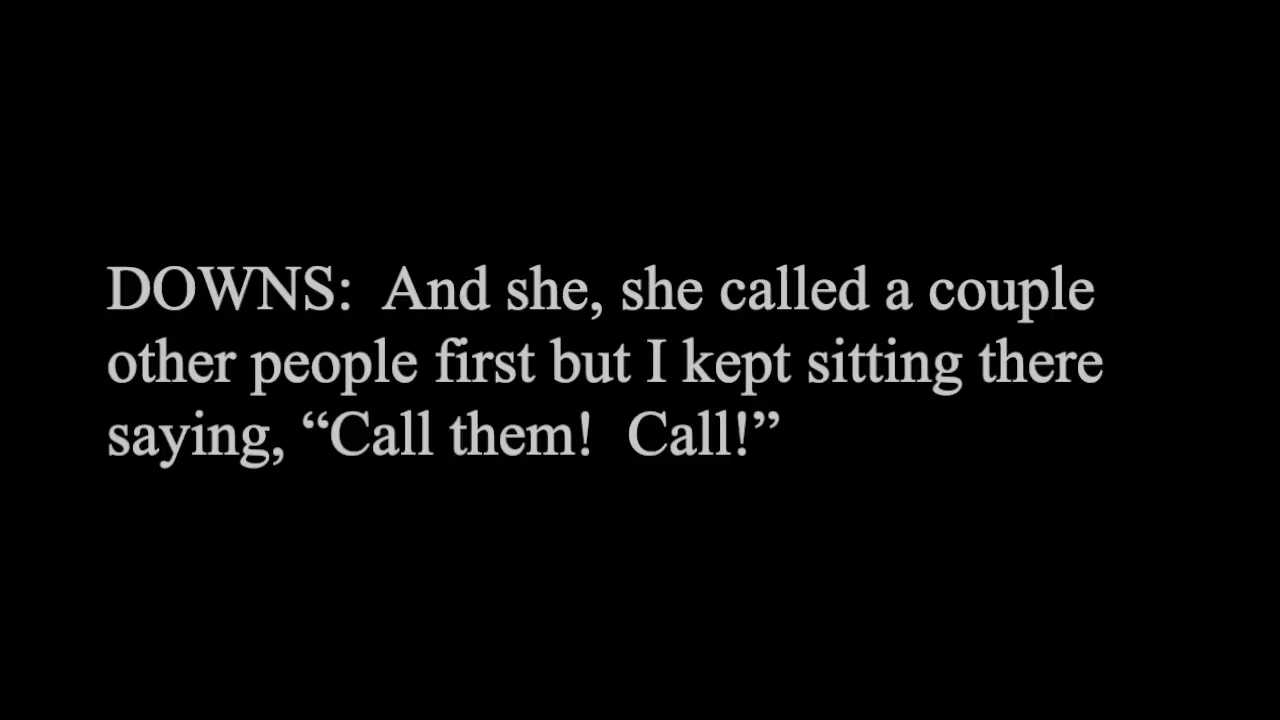 DOWNS:  And she, she called a couple
other people first but I kept sitting there
saying, “Call them!  Call!”